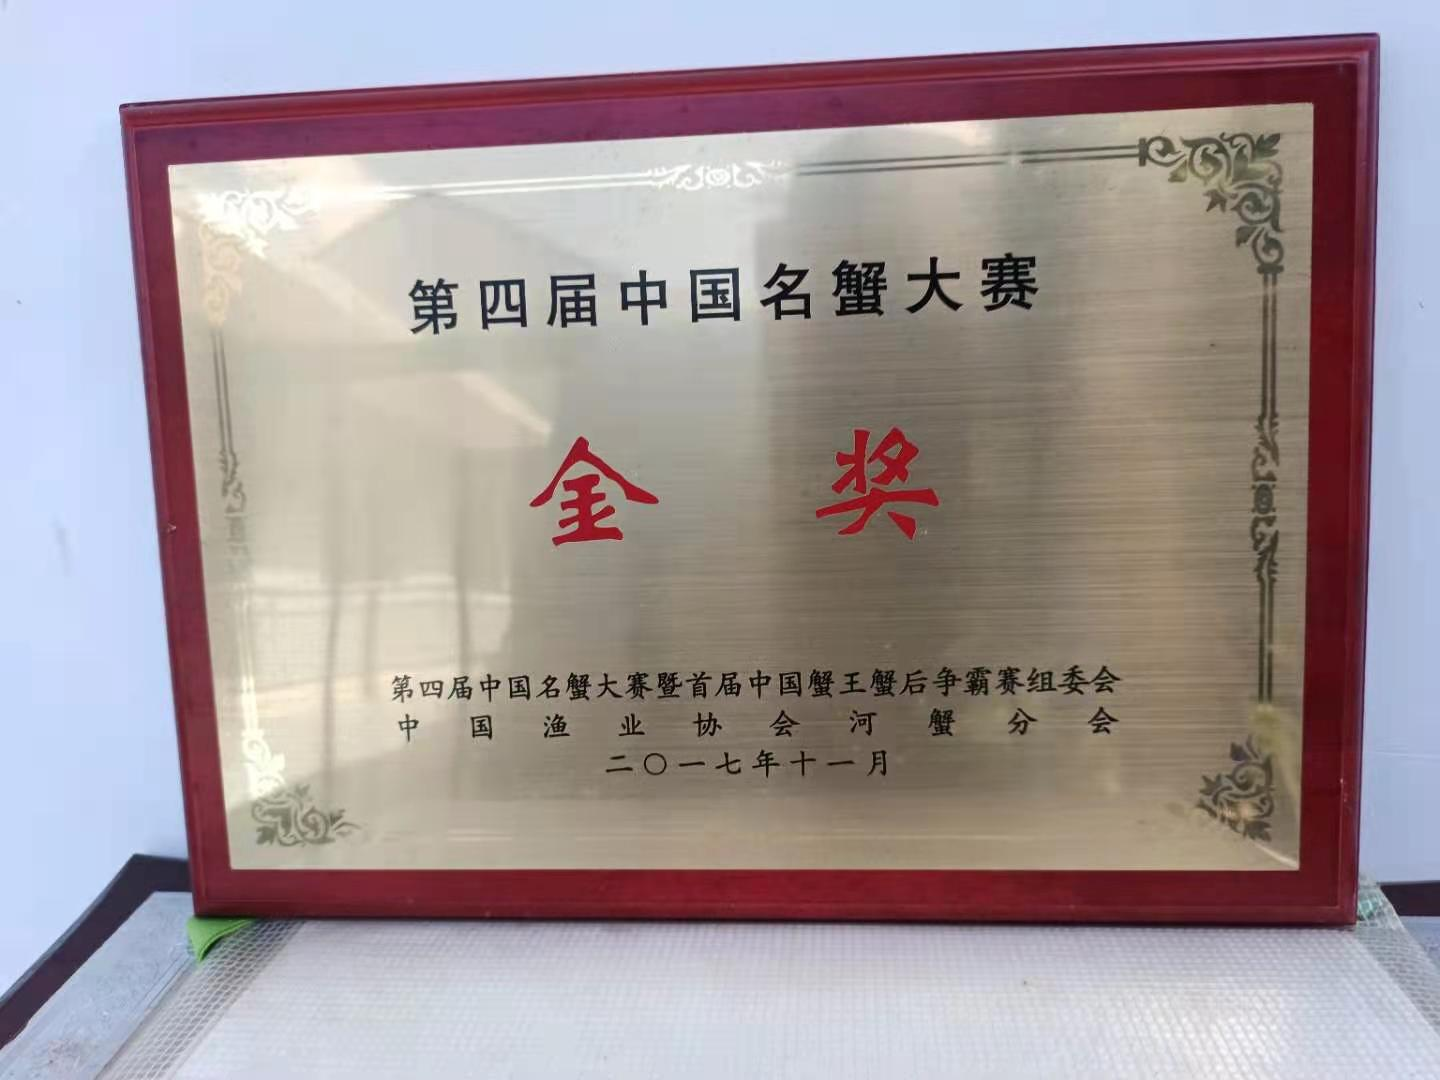 第四届中国名蟹大赛
金奖
第四届中国名蟹大赛暨首届中国蟹王蟹后争霸赛组委会
中国渔业协会河蟹分会
二〇一七年十一月